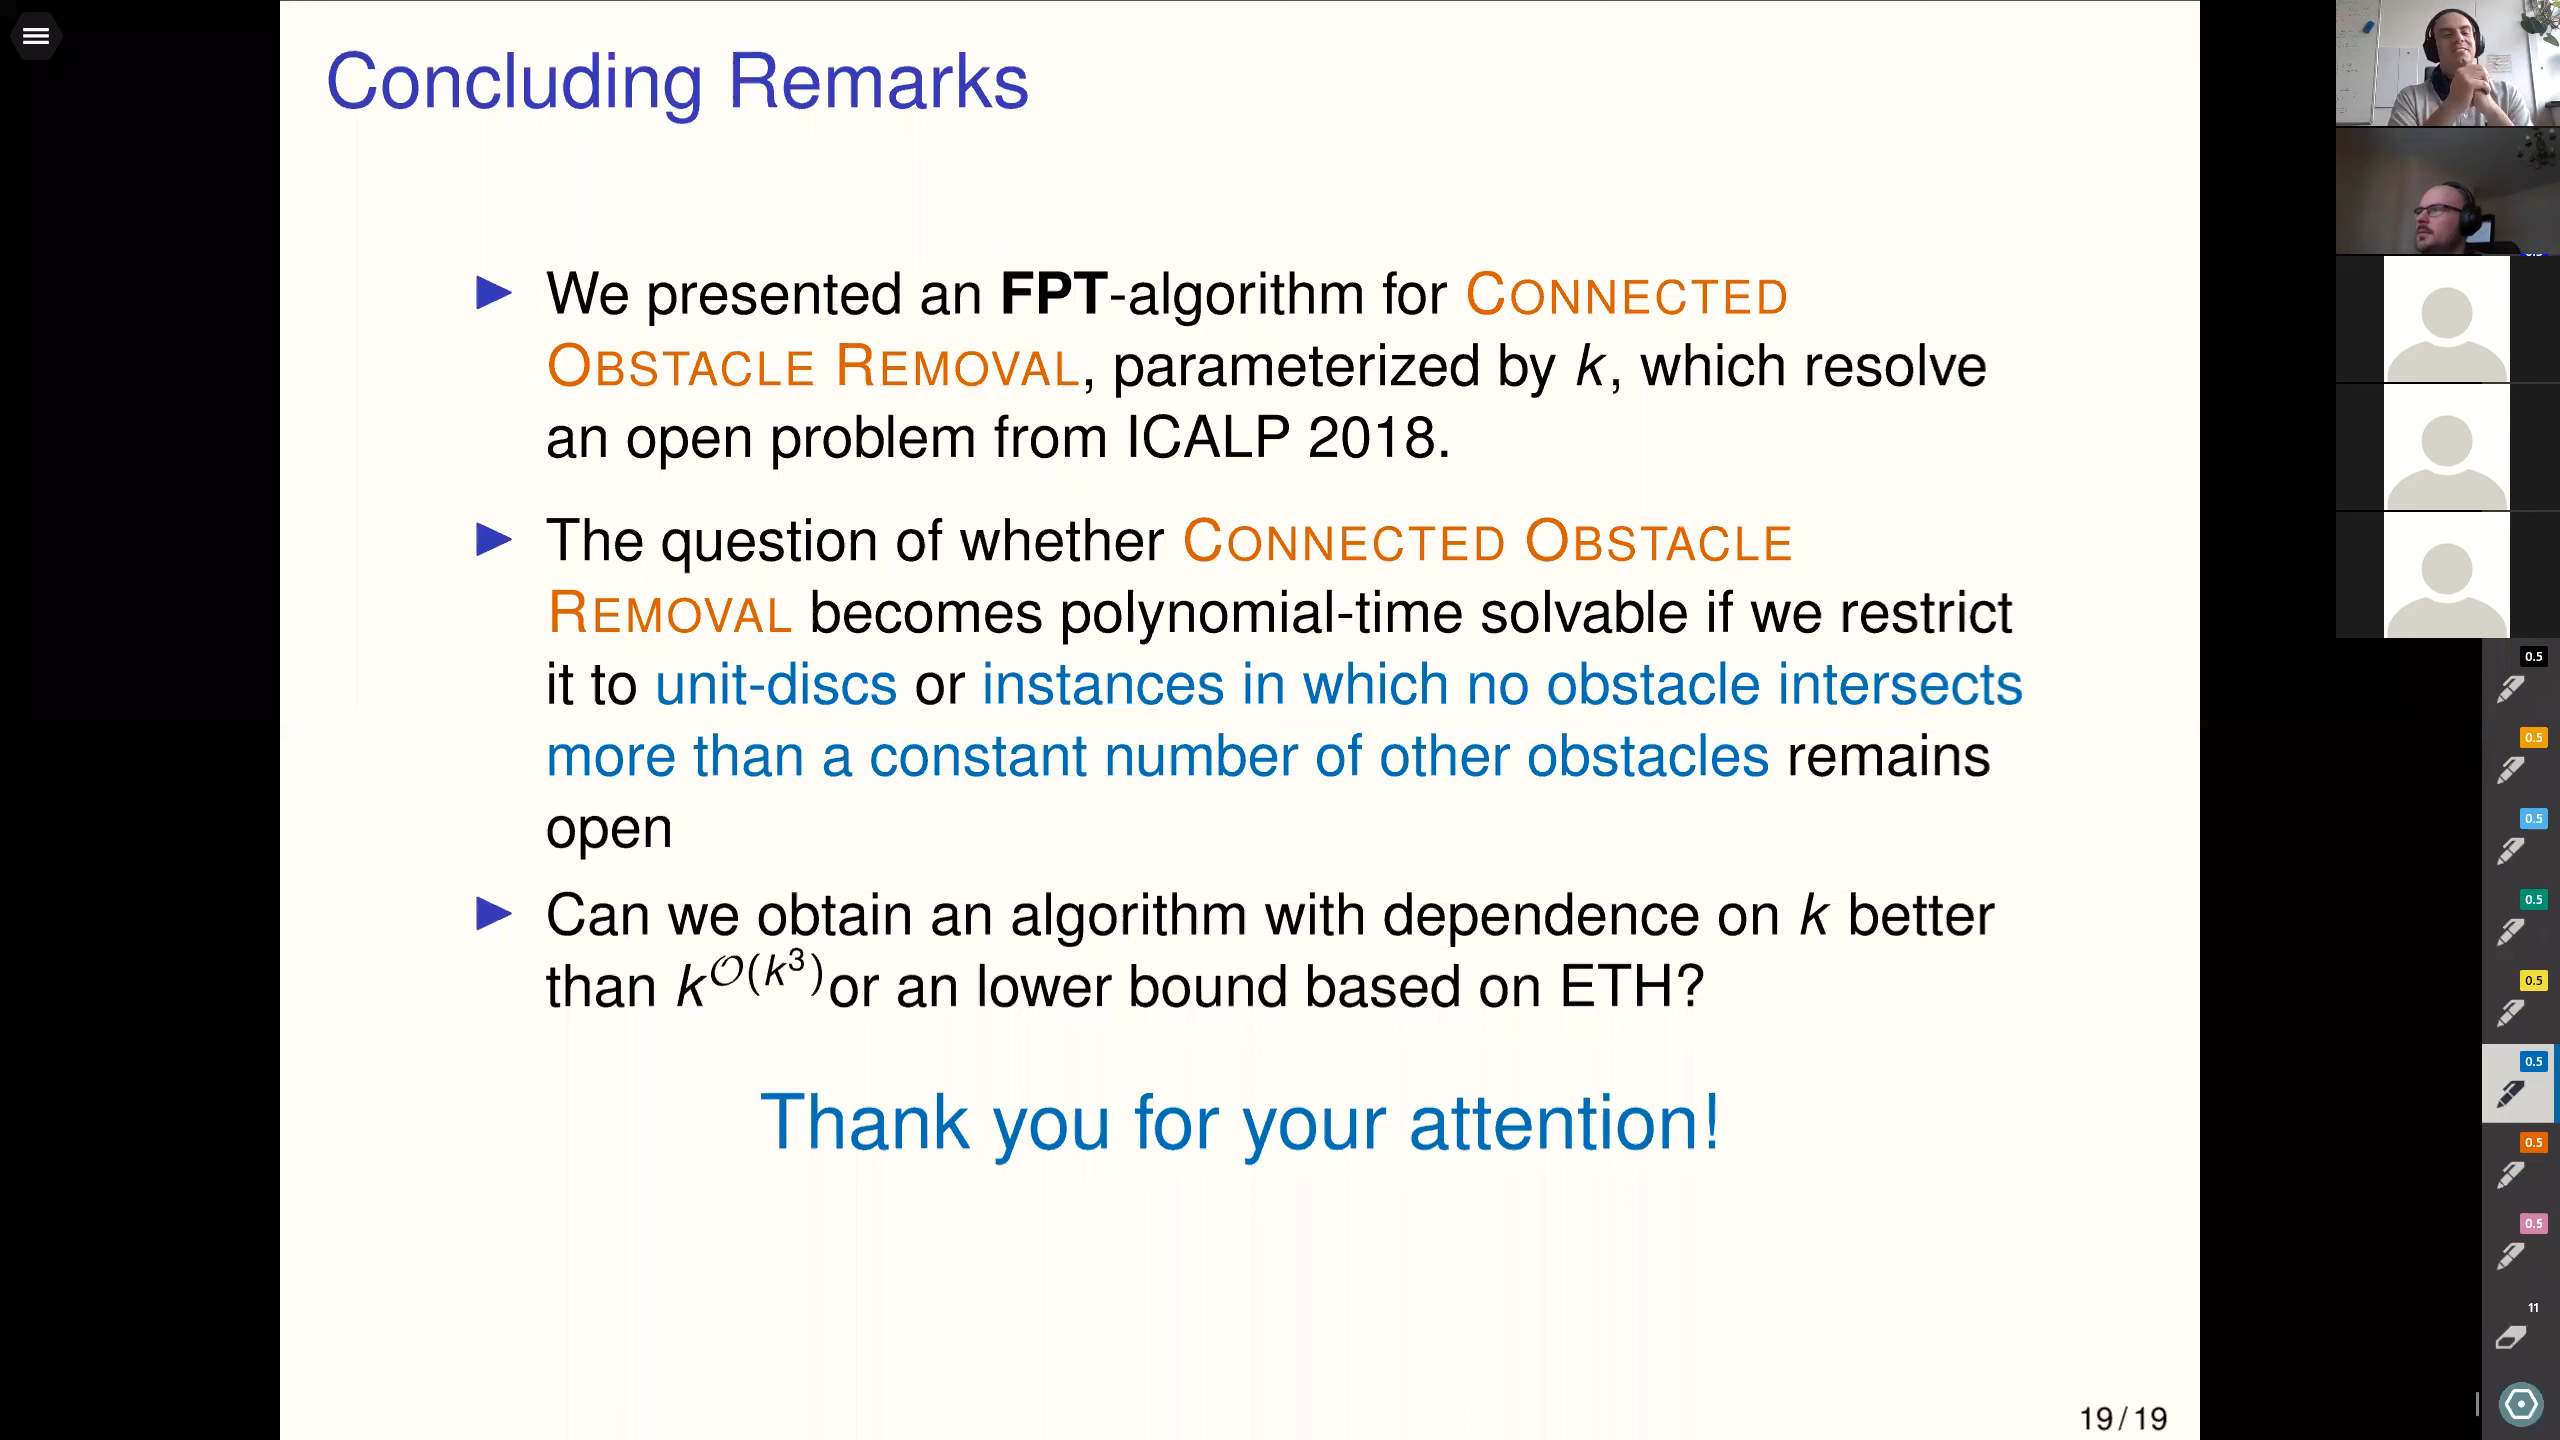 Concluding Remarks
▶ We presented an FPT-algorithm for CONNECTED
OBSTACLE REMOVAL, parameterized by k, which resolve
an open problem from ICALP 2018.
▶ The question of whether CONNECTED OBSTACLE
REMOVAL becomes polynomial-time solvable if we restrict
it to unit-discs or instances in which no obstacle intersects
more than a constant number of other obstacles remains
open
▶ Can we obtain an algorithm with dependence on k better
than k^{O(k^3)} or an lower bound based on ETH?
Thank you for your attention!
19/19
0.5
0.5
0.5
0.5
0.5
0.5
0.5
0.5
11